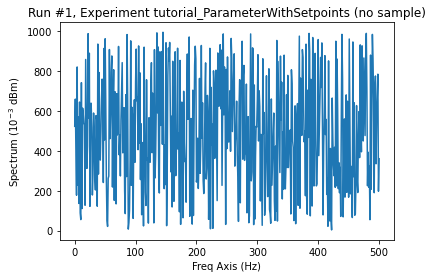 Run #1, Experiment tutorial_ParameterWithSetpoints (no sample)
1000
800
600
400
200
0
Spectrum (10⁻³ dBm)
0 100 200 300 400 500
Freq Axis (Hz)